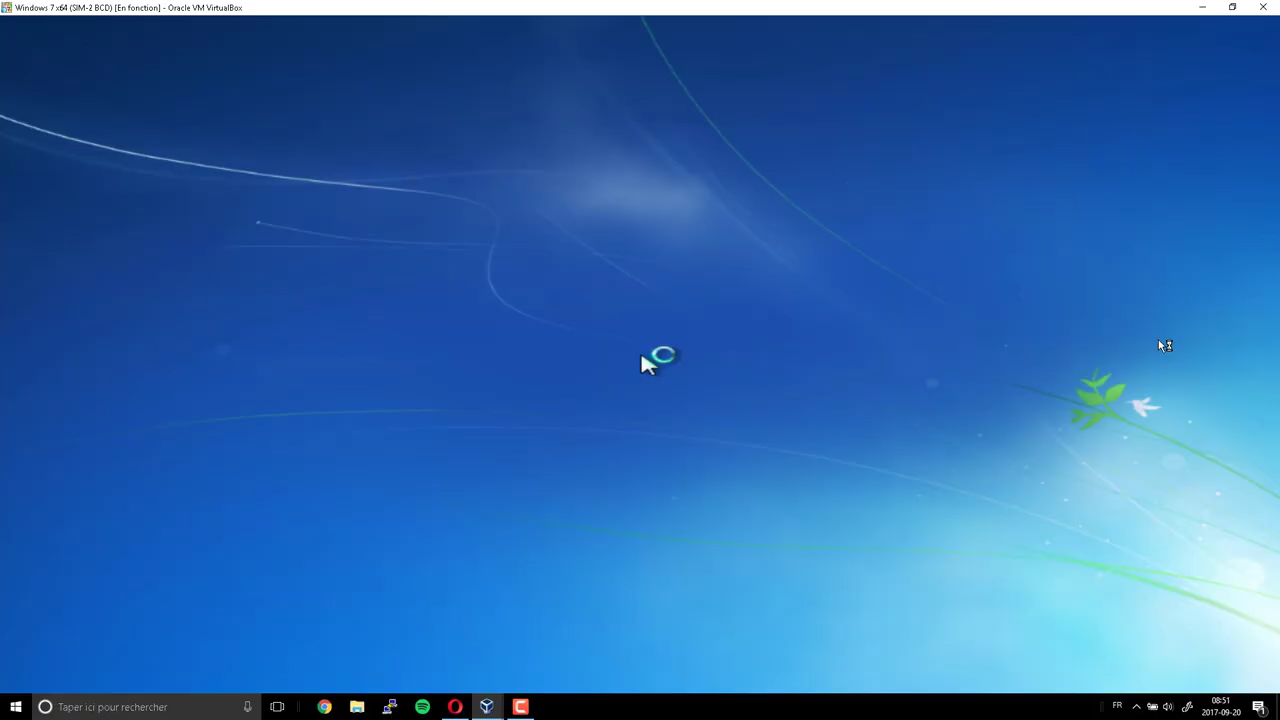 Windows 7 x64 (SIM-2 BCD) [En fonction] - Oracle VM VirtualBox
Taper ici pour rechercher
FR
08:51
2017-09-20
1